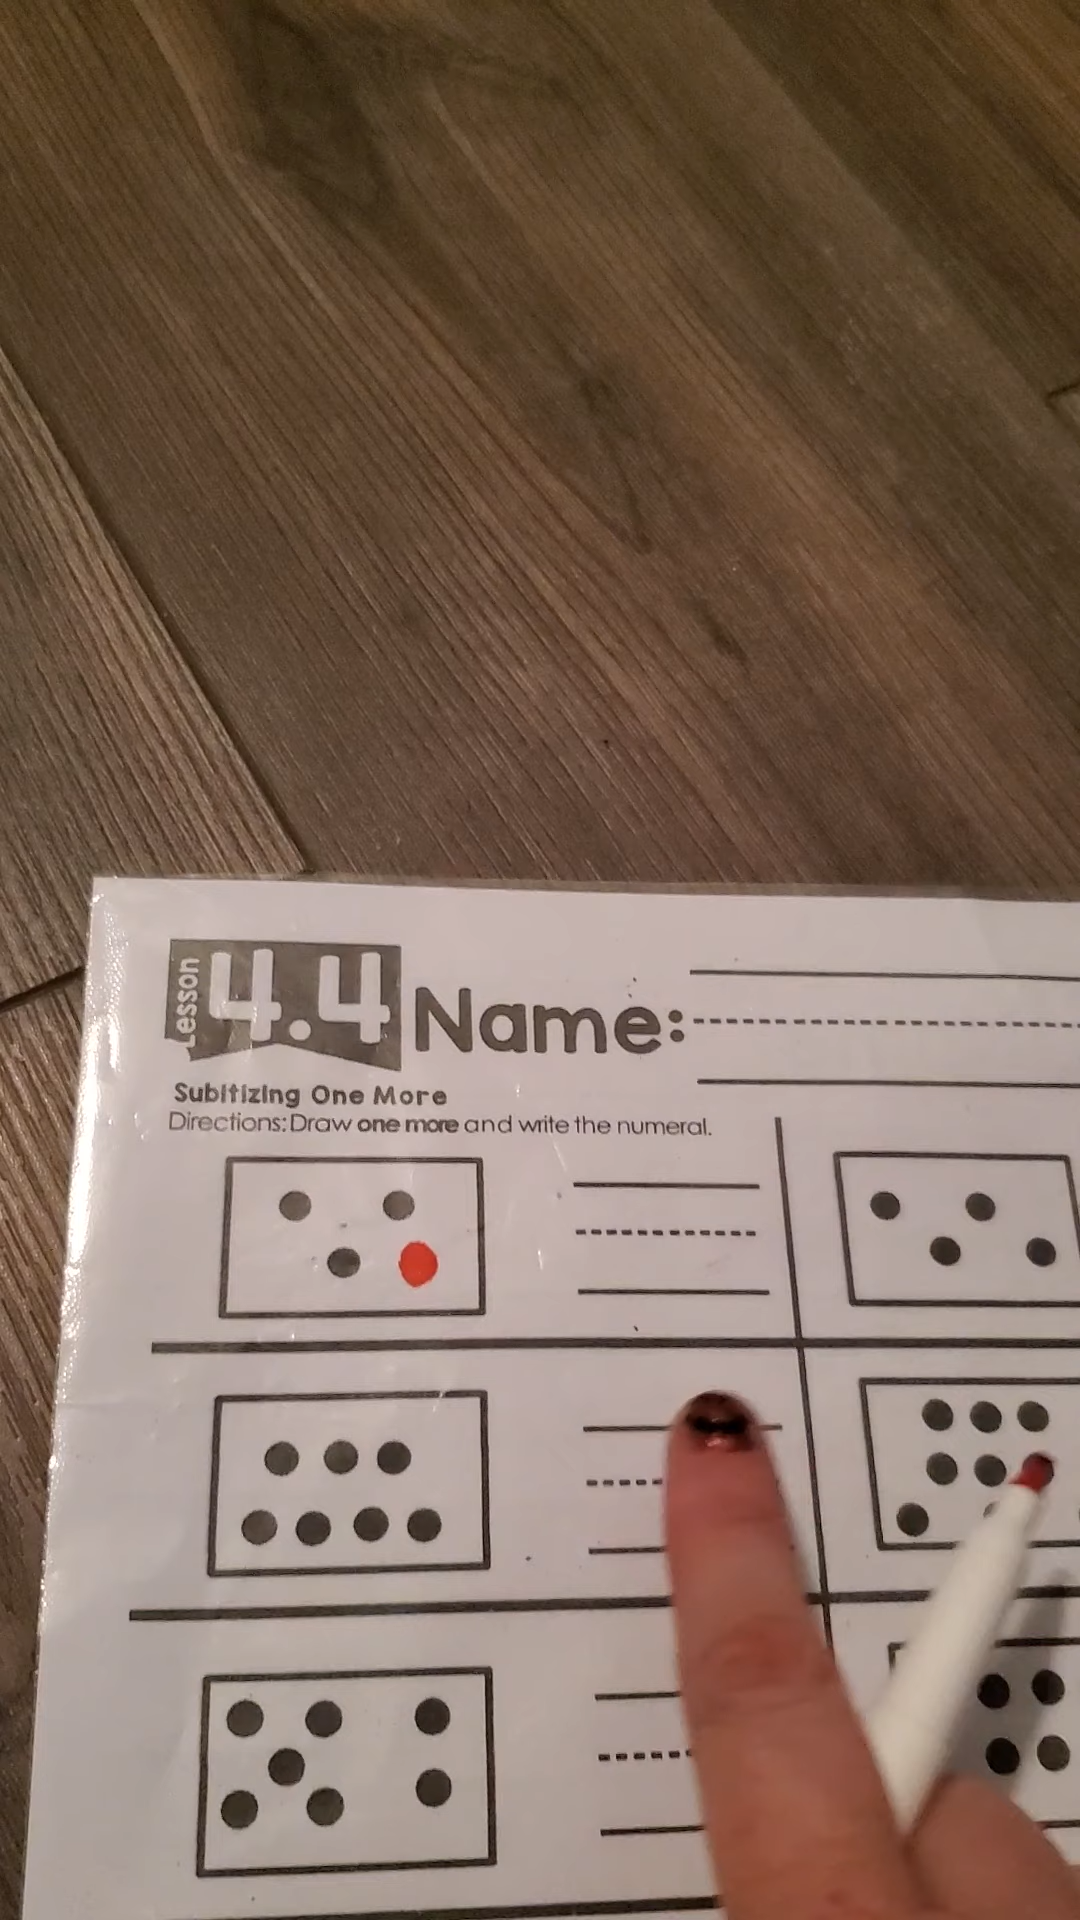 Lesson 4.4 Name:
Subitizing One More
Directions: Draw one more and write the numeral.